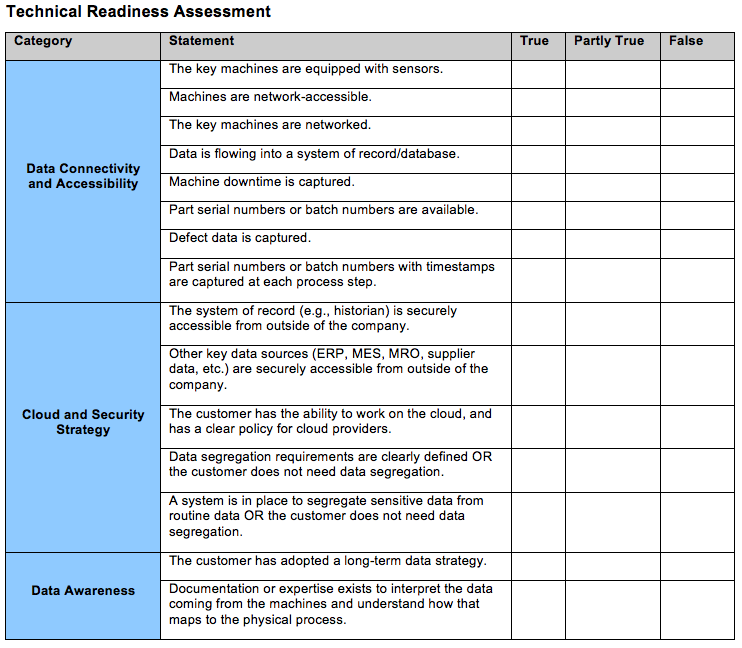 Technical Readiness Assessment
Category Statement True Partly True False
Data Connectivity
and Accessibility
The key machines are equipped with sensors.
Machines are network-accessible.
The key machines are networked.
Data is flowing into a system of record/database.
Machine downtime is captured.
Part serial numbers or batch numbers are available.
Defect data is captured.
Part serial numbers or batch numbers with timestamps
are captured at each process step.
Cloud and Security
Strategy
The system of record (e.g., historian) is securely
accessible from outside of the company.
Other key data sources (ERP, MES, MRO, supplier
data, etc.) are securely accessible from outside of the
company.
The customer has the ability to work on the cloud, and
has a clear policy for cloud providers.
Data segregation requirements are clearly defined OR
the customer does not need data segregation.
A system is in place to segregate sensitive data from
routine data OR the customer does not need data
segregation.
Data Awareness
The customer has adopted a long-term data strategy.
Documentation or expertise exists to interpret the data
coming from the machines and understand how that
maps to the physical process.